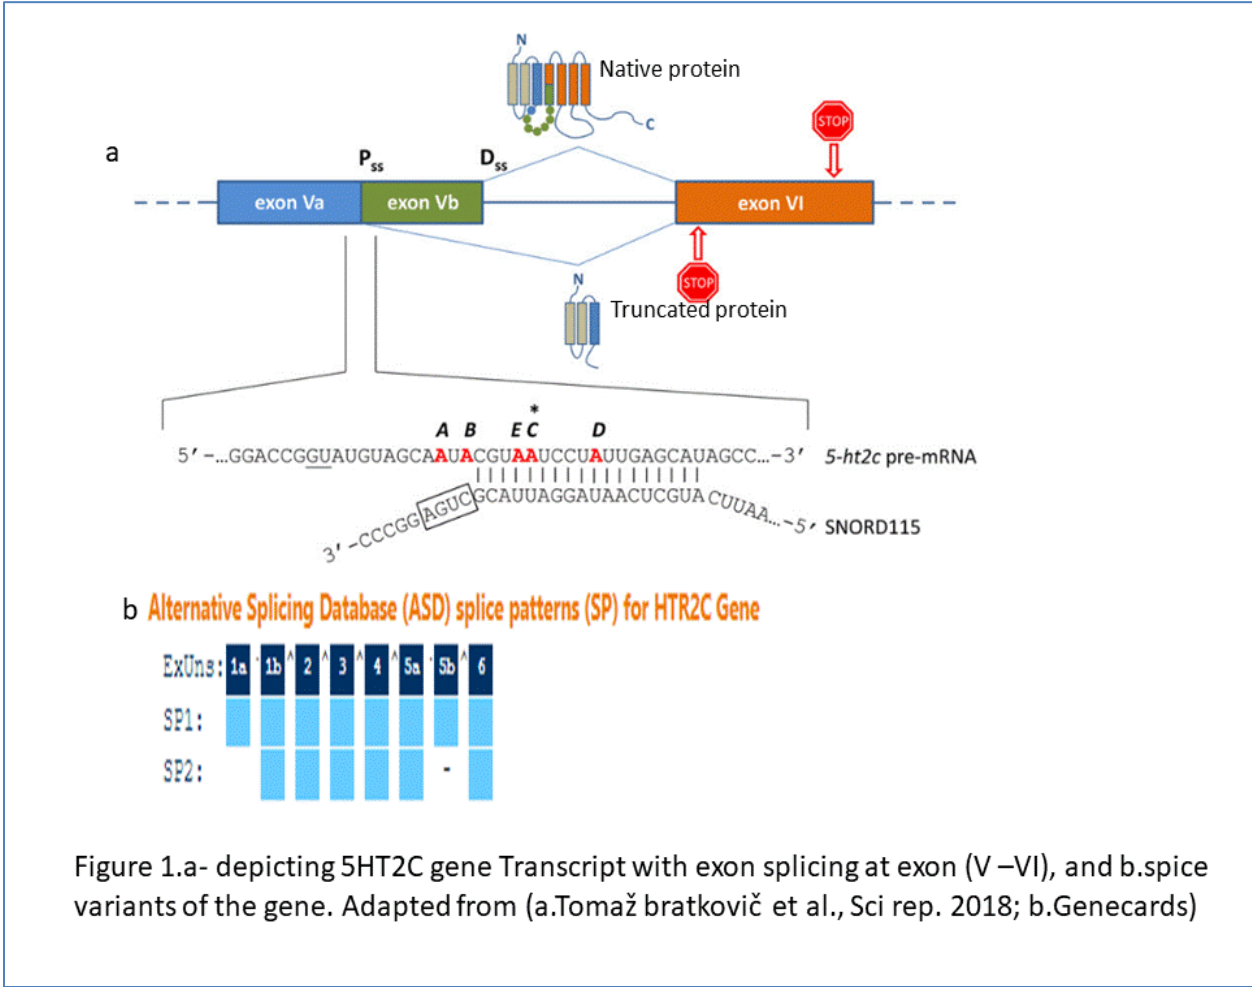 N
Native protein
C
STOP
a
Pss
Dss
exon Va
exon Vb
exon VI
STOP
N
Truncated protein
*
A B E C D
5' -…GGACCGGUAUGUAGCAAUACGUAAUCCUAUUGAGCAUAGCC…-3' 5-ht2c pre-mRNA
3' -CCCGGAGUCGCAUUAGGAUAACUCGUACUUAA…-5' SNORD115
b Alternative Splicing Database (ASD) splice patterns (SP) for HTR2C Gene
ExUns: 1a · 1b ^ 2 ^ 3 ^ 4 ^ 5a · 5b ^ 6
SP1:
SP2: -
Figure 1.a- depicting 5HT2C gene Transcript with exon splicing at exon (V –VI), and b.spice
variants of the gene. Adapted from (a.Tomaž bratkovič et al., Sci rep. 2018; b.Genecards)